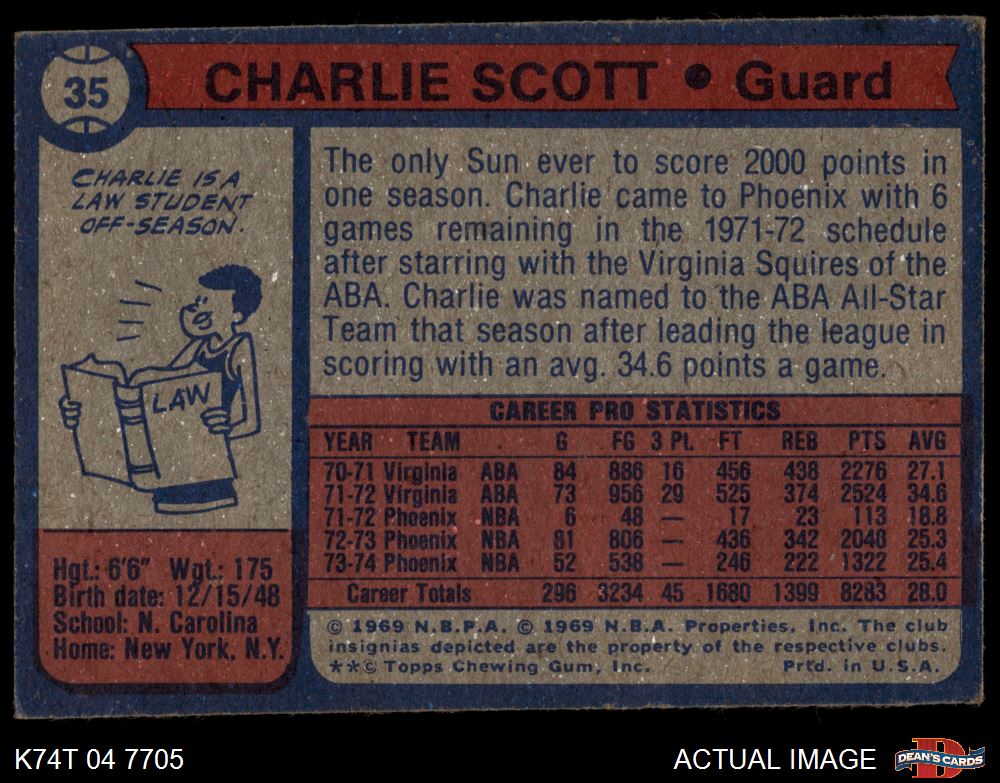 35
CHARLIE SCOTT • Guard
CHARLIE IS A
LAW STUDENT
OFF-SEASON.
LAW
The only Sun ever to score 2000 points in
one season. Charlie came to Phoenix with 6
games remaining in the 1971-72 schedule
after starring with the Virginia Squires of the
ABA. Charlie was named to the ABA All-Star
Team that season after leading the league in
scoring with an avg. 34.6 points a game.
CAREER PRO STATISTICS
YEAR TEAM G FG 3 Pt. FT REB PTS AVG
70-71 Virginia ABA 84 886 16 456 438 2276 27.1
71-72 Virginia ABA 73 956 29 525 374 2524 34.6
71-72 Phoenix NBA 6 48 — 17 23 113 18.8
72-73 Phoenix NBA 81 806 — 436 342 2048 25.3
73-74 Phoenix NBA 52 538 — 246 222 1322 25.4
Career Totals 296 3234 45 1680 1399 8283 28.0
Hgt.: 6'6" Wgt.: 175
Birth date: 12/15/48
School: N. Carolina
Home: New York, N.Y.
© 1969 N.B.P.A. © 1969 N.B.A. Properties, Inc. The club
insignias depicted are the property of the respective clubs.
**© Topps Chewing Gum, Inc. Prtd. in U.S.A.
K74T 04 7705
ACTUAL IMAGE
D
DEAN'S CARDS